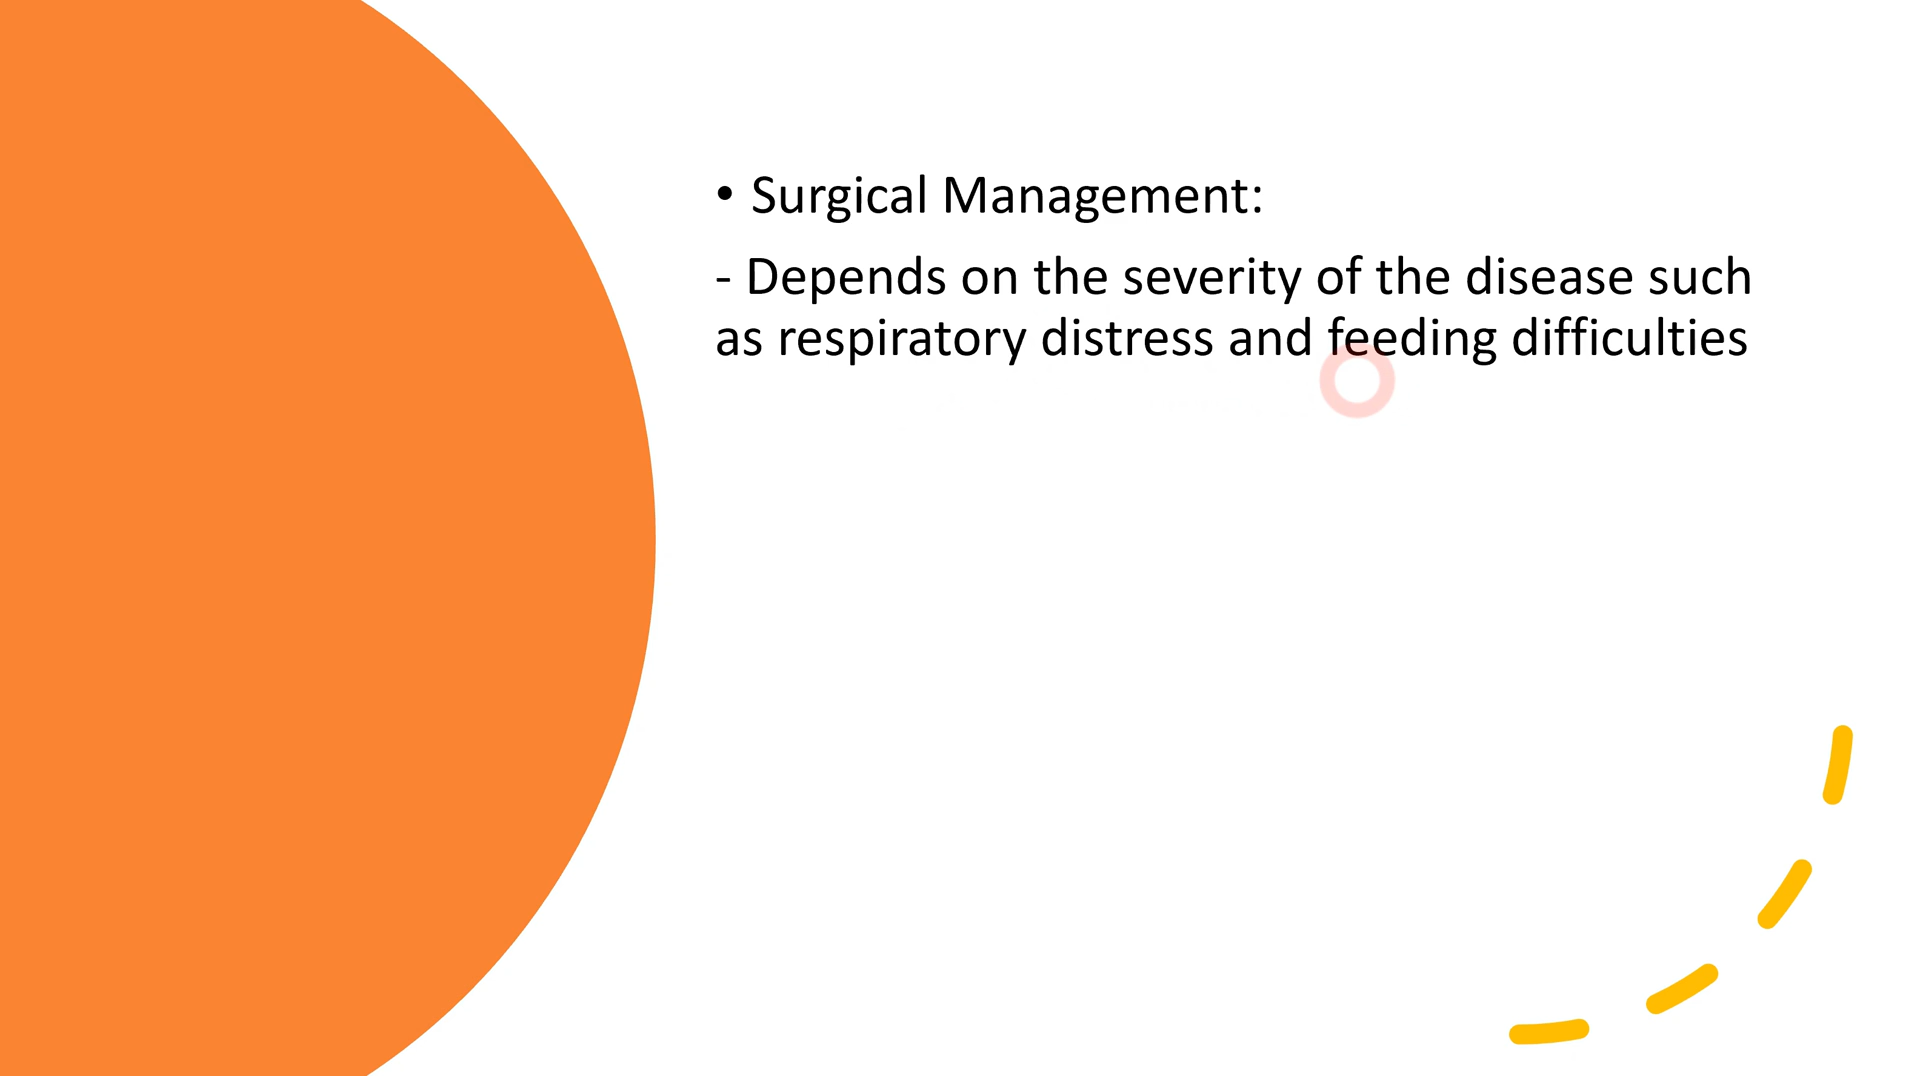 • Surgical Management:
- Depends on the severity of the disease such
as respiratory distress and feeding difficulties